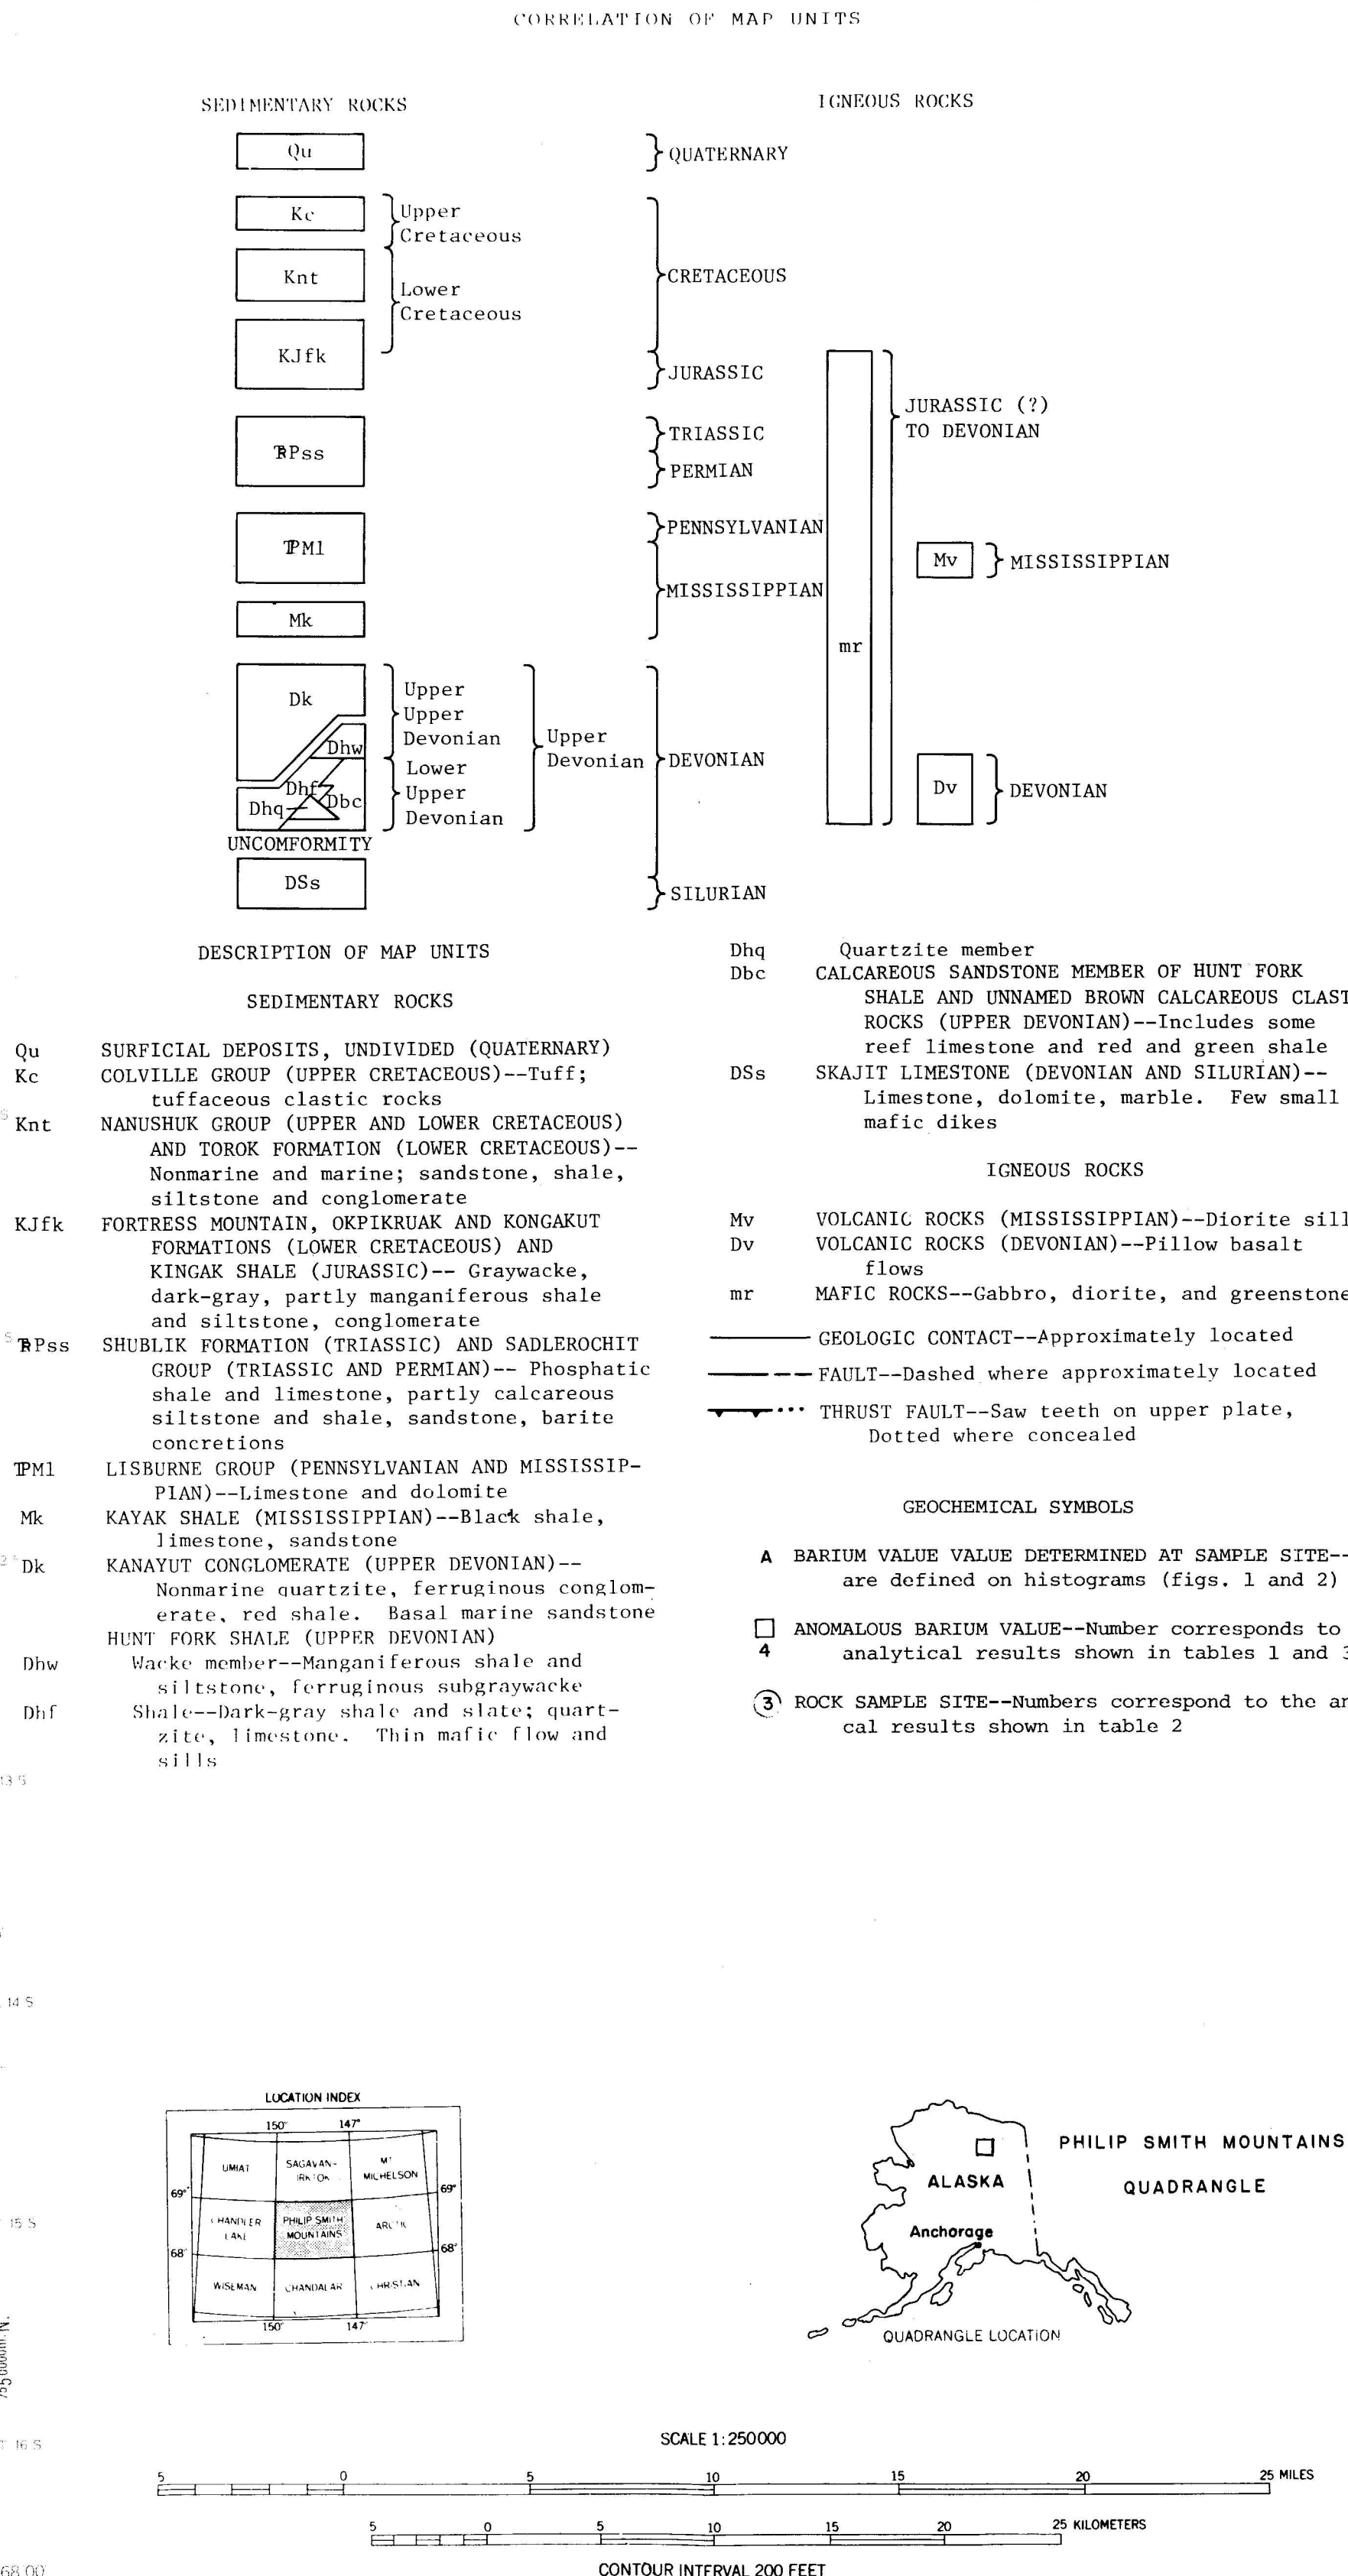 CORRELATION OF MAP UNITS
SEDIMENTARY ROCKS
IGNEOUS ROCKS
Qu
QUATERNARY
Kc
Upper
Cretaceous
Knt
Lower
Cretaceous
CRETACEOUS
KJfk
JURASSIC
JURASSIC (?)
TO DEVONIAN
TRPss
TRIASSIC
PERMIAN
PENNSYLVANIAN
IPMl
Mv
MISSISSIPPIAN
MISSISSIPPIAN
Mk
mr
Dk
Upper
Upper
Devonian
Dhw
Upper
Devonian
DEVONIAN
Lower
Upper
Devonian
Dhf
Dbc
Dhq
Dv
DEVONIAN
UNCOMFORMITY
DSs
SILURIAN
DESCRIPTION OF MAP UNITS
SEDIMENTARY ROCKS
Qu SURFICIAL DEPOSITS, UNDIVIDED (QUATERNARY)
Kc COLVILLE GROUP (UPPER CRETACEOUS)--Tuff;
tuffaceous clastic rocks
Knt NANUSHUK GROUP (UPPER AND LOWER CRETACEOUS)
AND TOROK FORMATION (LOWER CRETACEOUS)--
Nonmarine and marine; sandstone, shale,
siltstone and conglomerate
KJfk FORTRESS MOUNTAIN, OKPIKRUAK AND KONGAKUT
FORMATIONS (LOWER CRETACEOUS) AND
KINGAK SHALE (JURASSIC)-- Graywacke,
dark-gray, partly manganiferous shale
and siltstone, conglomerate
TRPss SHUBLIK FORMATION (TRIASSIC) AND SADLEROCHIT
GROUP (TRIASSIC AND PERMIAN)-- Phosphatic
shale and limestone, partly calcareous
siltstone and shale, sandstone, barite
concretions
IPMl LISBURNE GROUP (PENNSYLVANIAN AND MISSISSIP-
PIAN)--Limestone and dolomite
Mk KAYAK SHALE (MISSISSIPPIAN)--Black shale,
limestone, sandstone
Dk KANAYUT CONGLOMERATE (UPPER DEVONIAN)--
Nonmarine quartzite, ferruginous conglom-
erate, red shale. Basal marine sandstone
HUNT FORK SHALE (UPPER DEVONIAN)
Dhw Wacke member--Manganiferous shale and
siltstone, ferruginous subgraywacke
Dhf Shale--Dark-gray shale and slate; quart-
zite, limestone. Thin mafic flow and
sills
Dhq Quartzite member
Dbc CALCAREOUS SANDSTONE MEMBER OF HUNT FORK
SHALE AND UNNAMED BROWN CALCAREOUS CLAST
ROCKS (UPPER DEVONIAN)--Includes some
reef limestone and red and green shale
DSs SKAJIT LIMESTONE (DEVONIAN AND SILURIAN)--
Limestone, dolomite, marble. Few small
mafic dikes
IGNEOUS ROCKS
Mv VOLCANIC ROCKS (MISSISSIPPIAN)--Diorite sill
Dv VOLCANIC ROCKS (DEVONIAN)--Pillow basalt
flows
mr MAFIC ROCKS--Gabbro, diorite, and greenstone
GEOLOGIC CONTACT--Approximately located
FAULT--Dashed where approximately located
THRUST FAULT--Saw teeth on upper plate,
Dotted where concealed
GEOCHEMICAL SYMBOLS
A BARIUM VALUE VALUE DETERMINED AT SAMPLE SITE--
are defined on histograms (figs. 1 and 2)
4 ANOMALOUS BARIUM VALUE--Number corresponds to
analytical results shown in tables 1 and 3
3 ROCK SAMPLE SITE--Numbers correspond to the an
cal results shown in table 2
13 S
14 S
15 S
T 16 S
68 00
LOCATION INDEX
150° 147°
UMIAT SAGAVAN-
IRKTOK
MT
MICHELSON
69° 69°
CHANDLER
LAKE
PHILIP SMITH
MOUNTAINS
ARCTIC
68° 68°
WISEMAN CHANDALAR CHRISTIAN
150° 147°
ALASKA
Anchorage
QUADRANGLE LOCATION
PHILIP SMITH MOUNTAINS
QUADRANGLE
SCALE 1:250000
5 0 5 10 15 20 25 MILES
5 0 5 10 15 20 25 KILOMETERS
CONTOUR INTERVAL 200 FEET